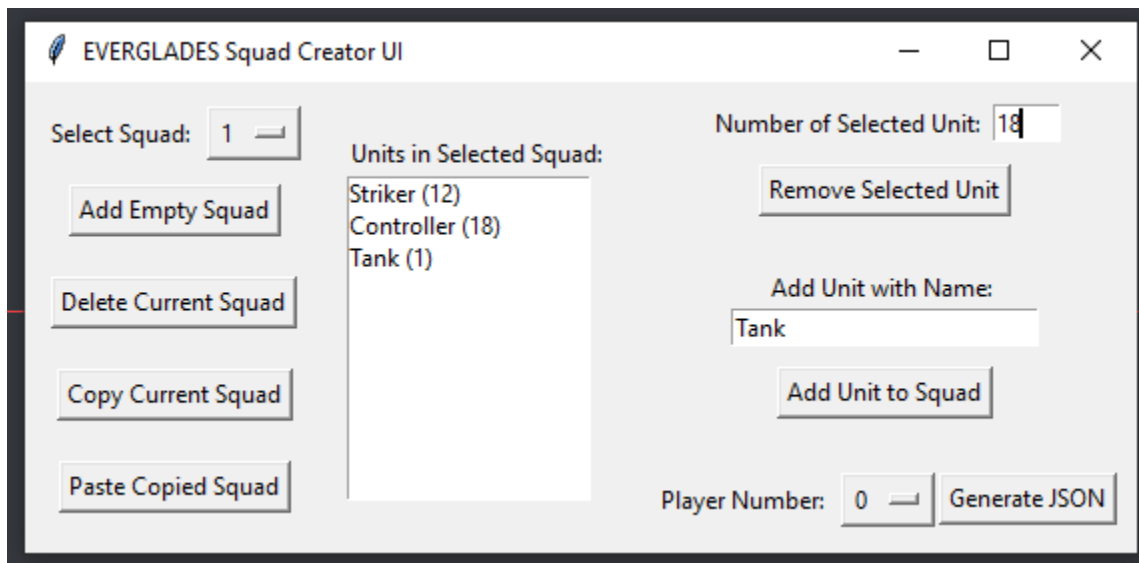 EVERGLADES Squad Creator UI
Select Squad: 1
Add Empty Squad
Delete Current Squad
Copy Current Squad
Paste Copied Squad
Units in Selected Squad:
Striker (12)
Controller (18)
Tank (1)
Number of Selected Unit: 18
Remove Selected Unit
Add Unit with Name:
Tank
Add Unit to Squad
Player Number: 0
Generate JSON